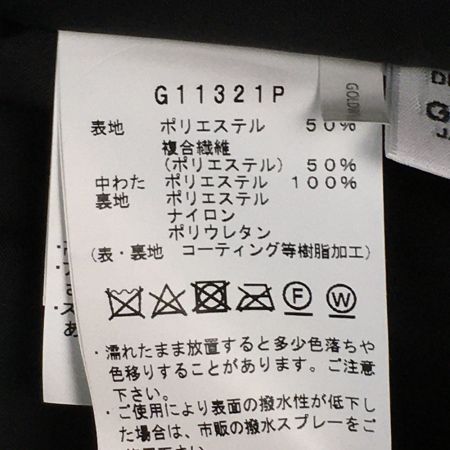 G11321P
表地 ポリエステル 50%
複合繊維
(ポリエステル) 50%
中わた ポリエステル 100%
裏地 ポリエステル
ナイロン
ポリウレタン
(表・裏地 コーティング等樹脂加工)
F W
・濡れたまま放置すると多少色落ちや
色移りすることがあります。ご注意
下さい。
・ご使用により表面の撥水性が低下し
た場合は、市販の撥水スプレーをご
GOLDW
G